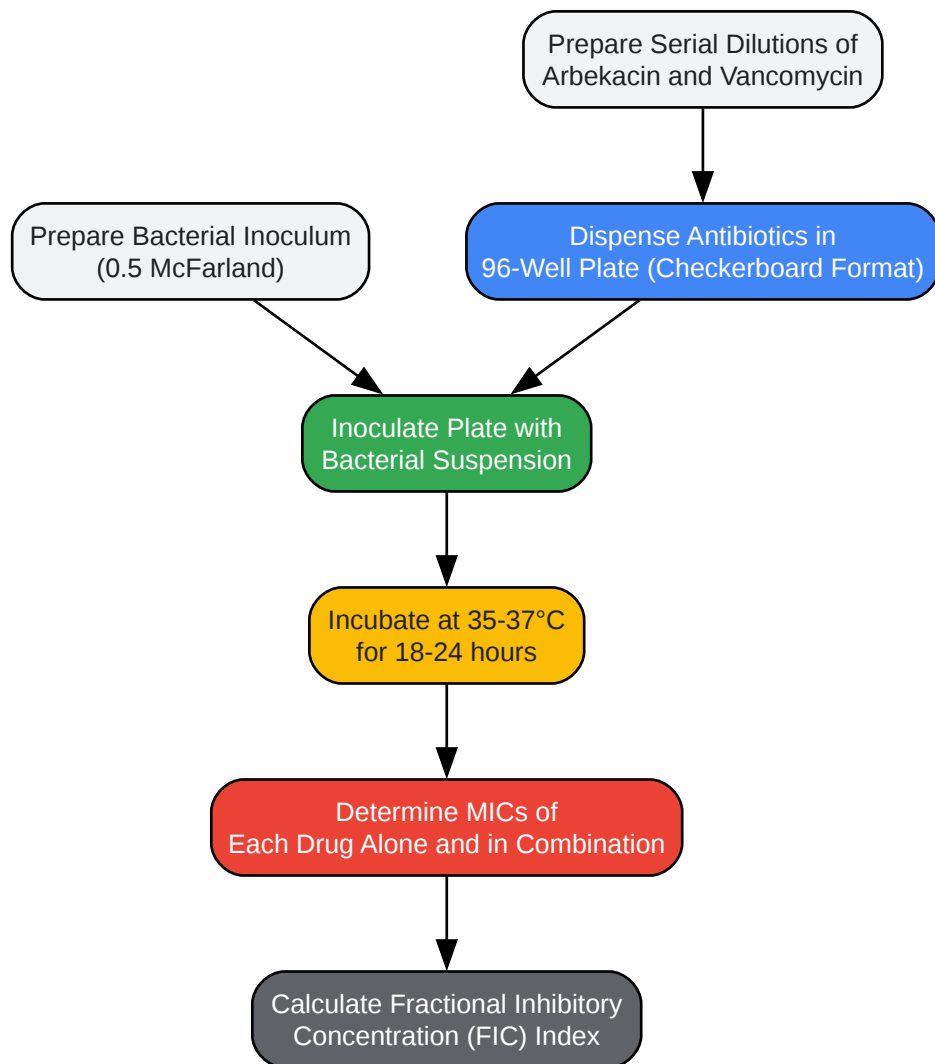 Prepare Serial Dilutions of
Arbekacin and Vancomycin
Prepare Bacterial Inoculum
(0.5 McFarland)
Dispense Antibiotics in
96-Well Plate (Checkerboard Format)
Inoculate Plate with
Bacterial Suspension
Incubate at 35-37°C
for 18-24 hours
Determine MICs of
Each Drug Alone and in Combination
Calculate Fractional Inhibitory
Concentration (FIC) Index